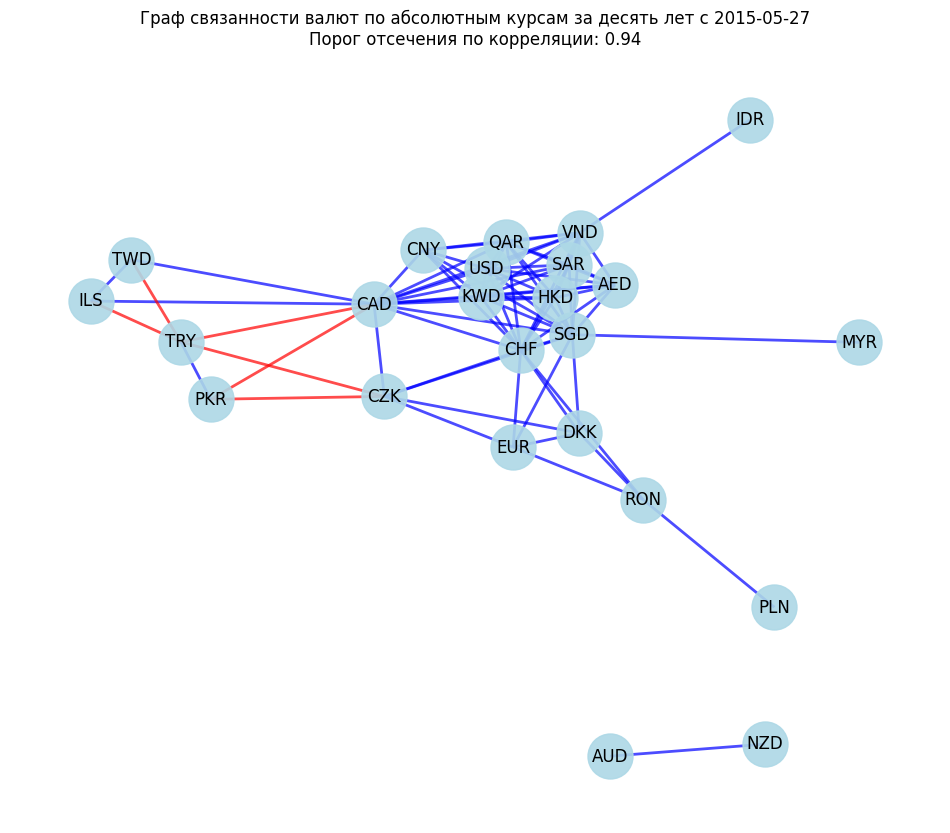 Граф связанности валют по абсолютным курсам за десять лет с 2015-05-27
Порог отсечения по корреляции: 0.94
IDR
VND
QAR
CNY
TWD
SAR
USD
AED
KWD
HKD
ILS
CAD
SGD
TRY
MYR
CHF
CZK
PKR
DKK
EUR
RON
PLN
NZD
AUD